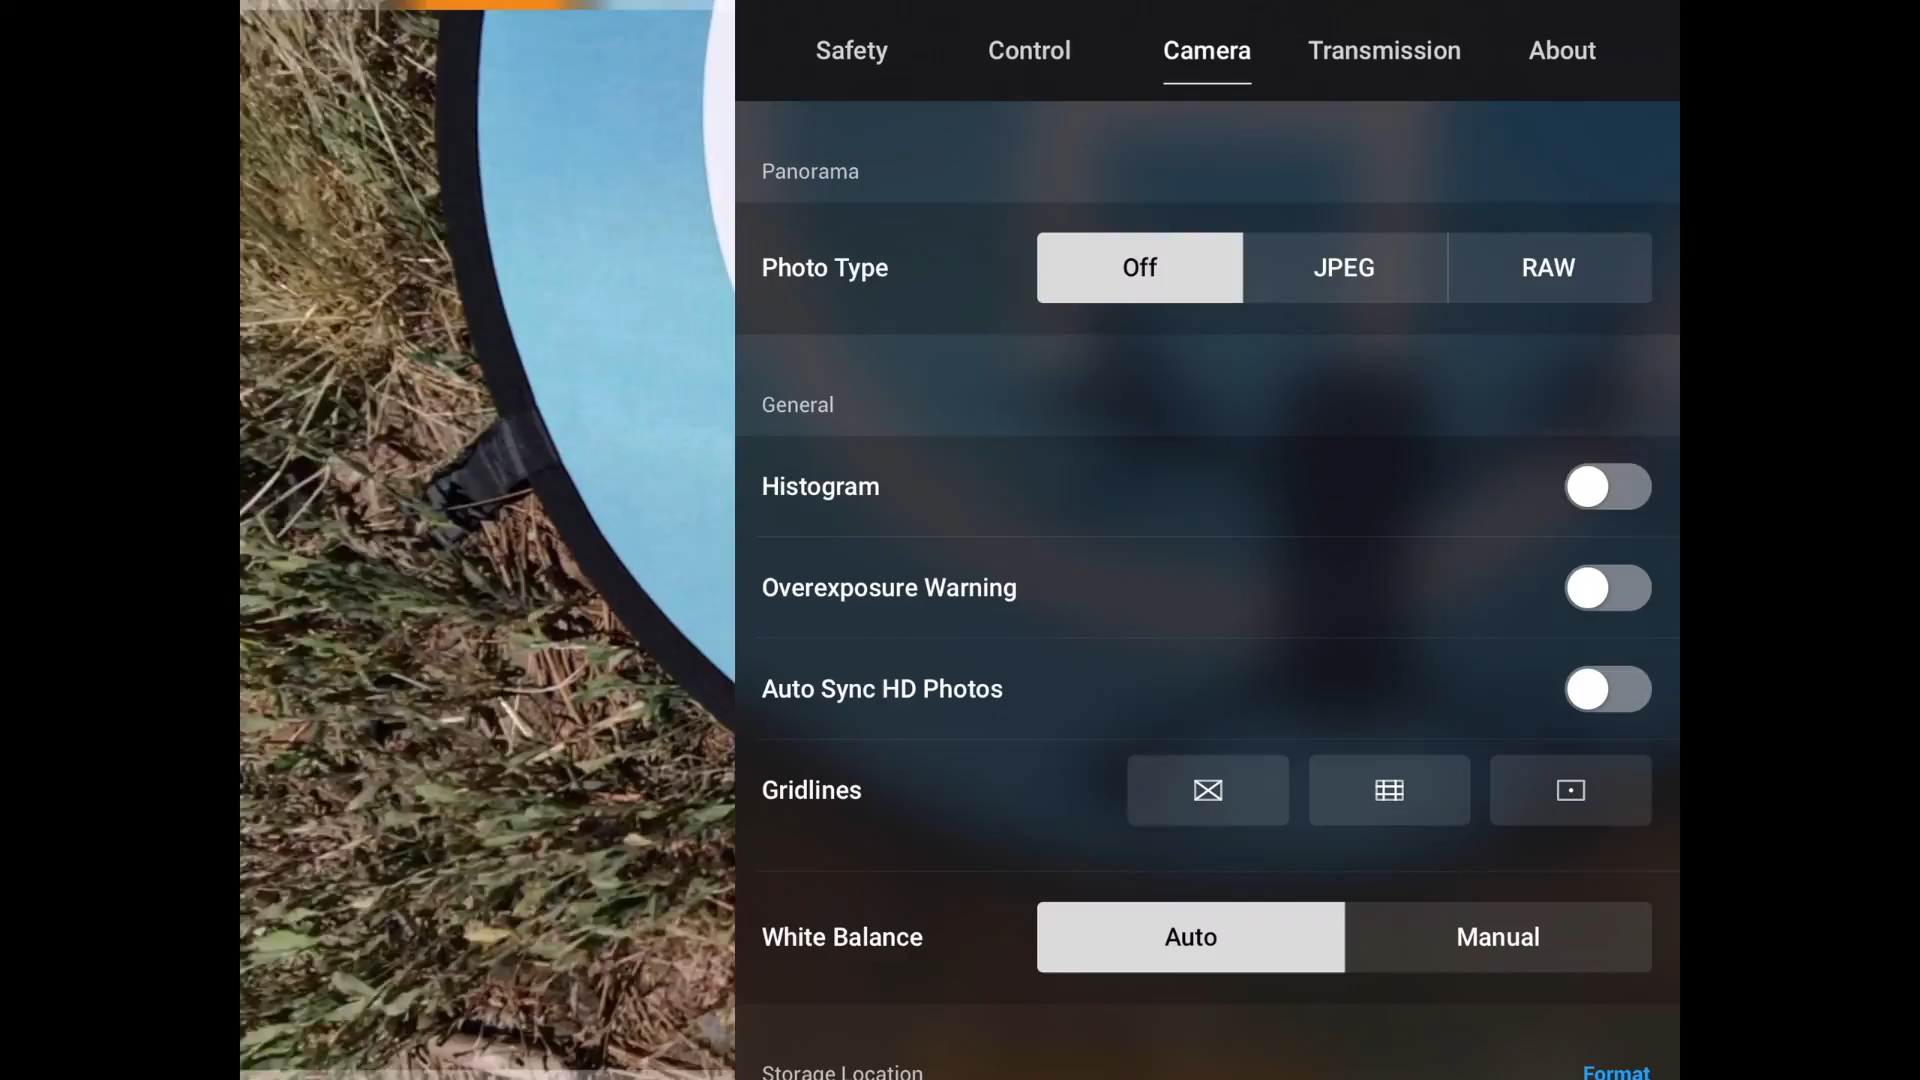 Safety Control Camera Transmission About
Panorama
Photo Type Off JPEG RAW
General
Histogram
Overexposure Warning
Auto Sync HD Photos
Gridlines
White Balance Auto Manual
Storage Location Format